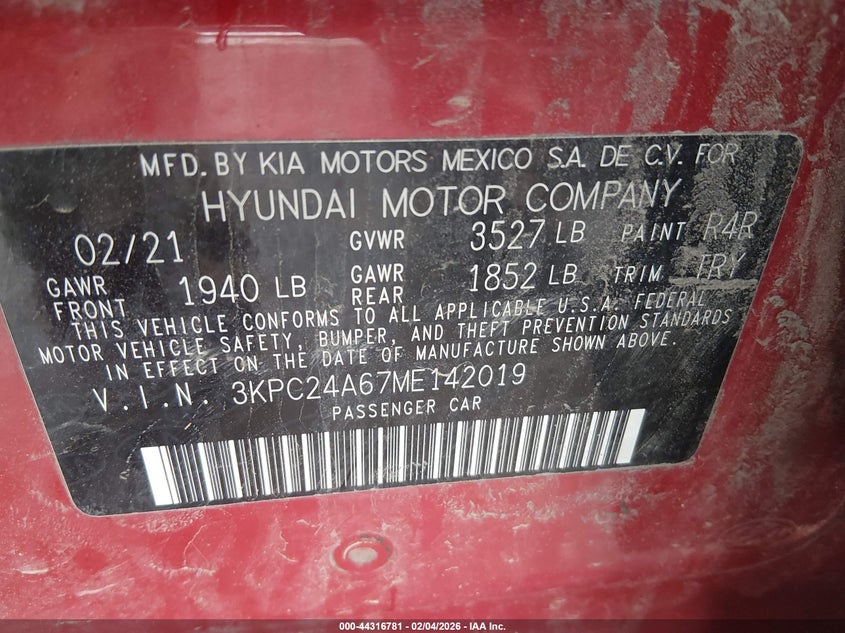 MFD. BY KIA MOTORS MEXICO S.A. DE C.V. FOR
HYUNDAI MOTOR COMPANY
02/21 GVWR 3527 LB PAINT R4R
GAWR FRONT 1940 LB GAWR REAR 1852 LB TRIM FRY
THIS VEHICLE CONFORMS TO ALL APPLICABLE U.S.A. FEDERAL
MOTOR VEHICLE SAFETY, BUMPER, AND THEFT PREVENTION STANDARDS
IN EFFECT ON THE DATE OF MANUFACTURE SHOWN ABOVE.
V.I.N. 3KPC24A67ME142019
PASSENGER CAR
000-44316781 - 02/04/2026 - IAA Inc.